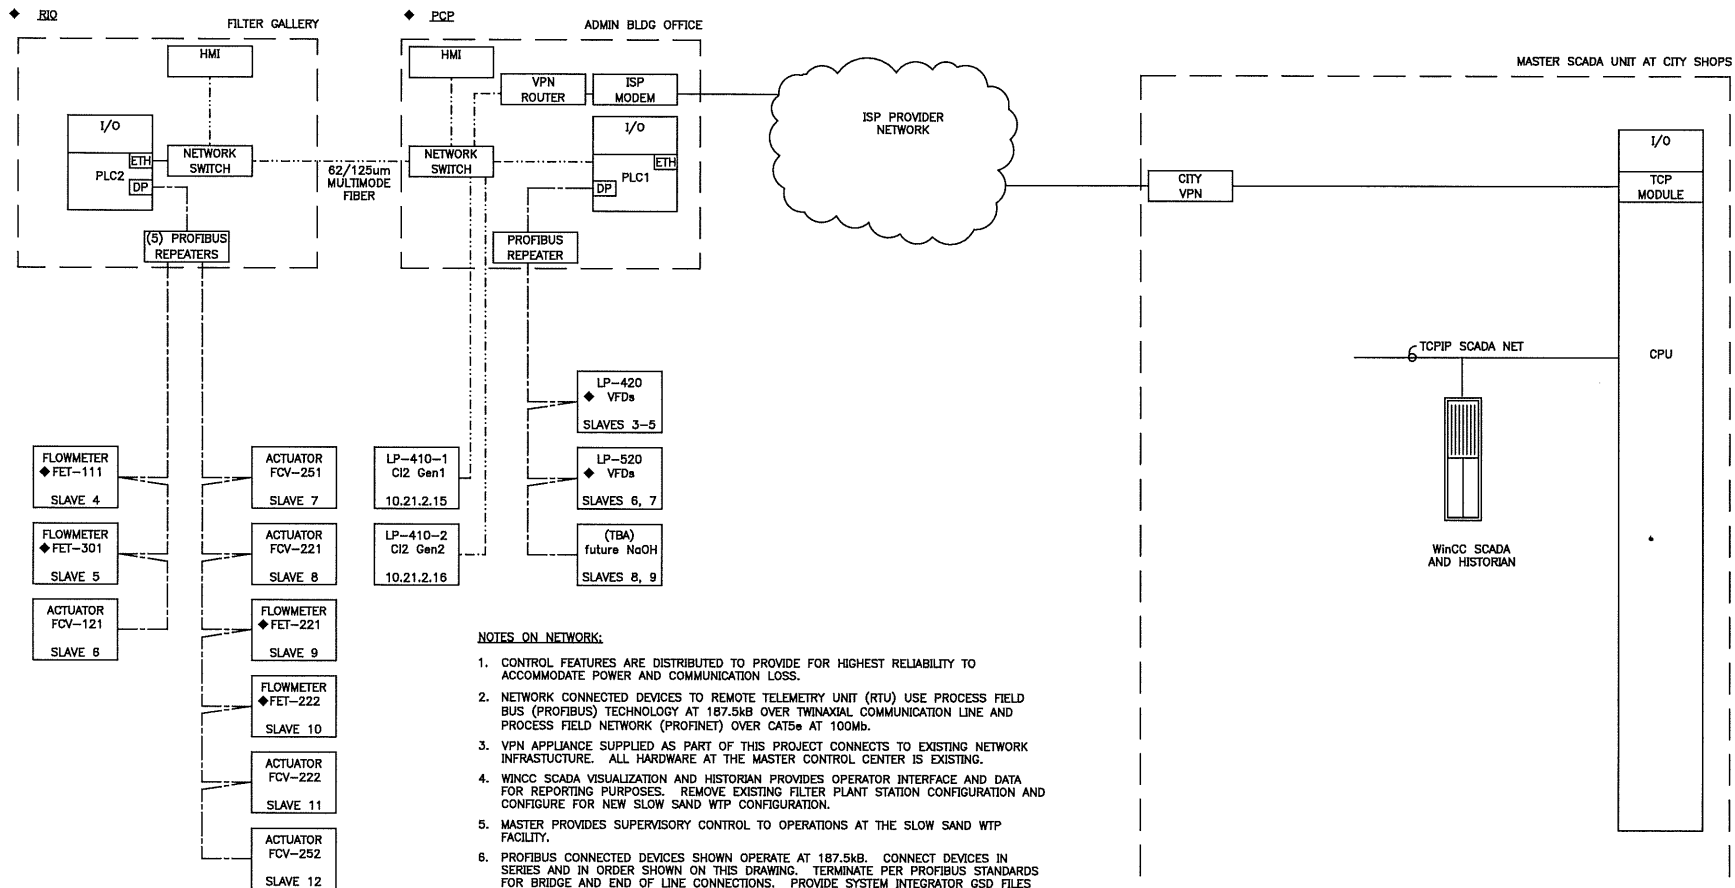 ◆ RIO
FILTER GALLERY
HMI
I/O
ETH
PLC2
DP
NETWORK
SWITCH
(5) PROFIBUS
REPEATERS
62/125um
MULTIMODE
FIBER
◆ PCP
ADMIN BLDG OFFICE
HMI
VPN
ROUTER
ISP
MODEM
NETWORK
SWITCH
I/O
ETH
PLC1
DP
PROFIBUS
REPEATER
ISP PROVIDER
NETWORK
MASTER SCADA UNIT AT CITY SHOPS
CITY
VPN
I/O
TCP
MODULE
CPU
TCPIP SCADA NET
WinCC SCADA
AND HISTORIAN
FLOWMETER
◆FET-111
SLAVE 4
FLOWMETER
◆FET-301
SLAVE 5
ACTUATOR
FCV-121
SLAVE 6
ACTUATOR
FCV-251
SLAVE 7
ACTUATOR
FCV-221
SLAVE 8
FLOWMETER
◆FET-221
SLAVE 9
FLOWMETER
◆FET-222
SLAVE 10
ACTUATOR
FCV-222
SLAVE 11
ACTUATOR
FCV-252
SLAVE 12
LP-410-1
Cl2 Gen1
10.21.2.15
LP-410-2
Cl2 Gen2
10.21.2.16
LP-420
◆ VFDs
SLAVES 3-5
LP-520
◆ VFDs
SLAVES 6, 7
(TBA)
future NaOH
SLAVES 8, 9
NOTES ON NETWORK:
1. CONTROL FEATURES ARE DISTRIBUTED TO PROVIDE FOR HIGHEST RELIABILITY TO
ACCOMMODATE POWER AND COMMUNICATION LOSS.
2. NETWORK CONNECTED DEVICES TO REMOTE TELEMETRY UNIT (RTU) USE PROCESS FIELD
BUS (PROFIBUS) TECHNOLOGY AT 187.5kB OVER TWINAXIAL COMMUNICATION LINE AND
PROCESS FIELD NETWORK (PROFINET) OVER CAT5e AT 100Mb.
3. VPN APPLIANCE SUPPLIED AS PART OF THIS PROJECT CONNECTS TO EXISTING NETWORK
INFRASTUCTURE. ALL HARDWARE AT THE MASTER CONTROL CENTER IS EXISTING.
4. WINCC SCADA VISUALIZATION AND HISTORIAN PROVIDES OPERATOR INTERFACE AND DATA
FOR REPORTING PURPOSES. REMOVE EXISTING FILTER PLANT STATION CONFIGURATION AND
CONFIGURE FOR NEW SLOW SAND WTP CONFIGURATION.
5. MASTER PROVIDES SUPERVISORY CONTROL TO OPERATIONS AT THE SLOW SAND WTP
FACILITY.
6. PROFIBUS CONNECTED DEVICES SHOWN OPERATE AT 187.5kB. CONNECT DEVICES IN
SERIES AND IN ORDER SHOWN ON THIS DRAWING. TERMINATE PER PROFIBUS STANDARDS
FOR BRIDGE AND END OF LINE CONNECTIONS. PROVIDE SYSTEM INTEGRATOR GSD FILES